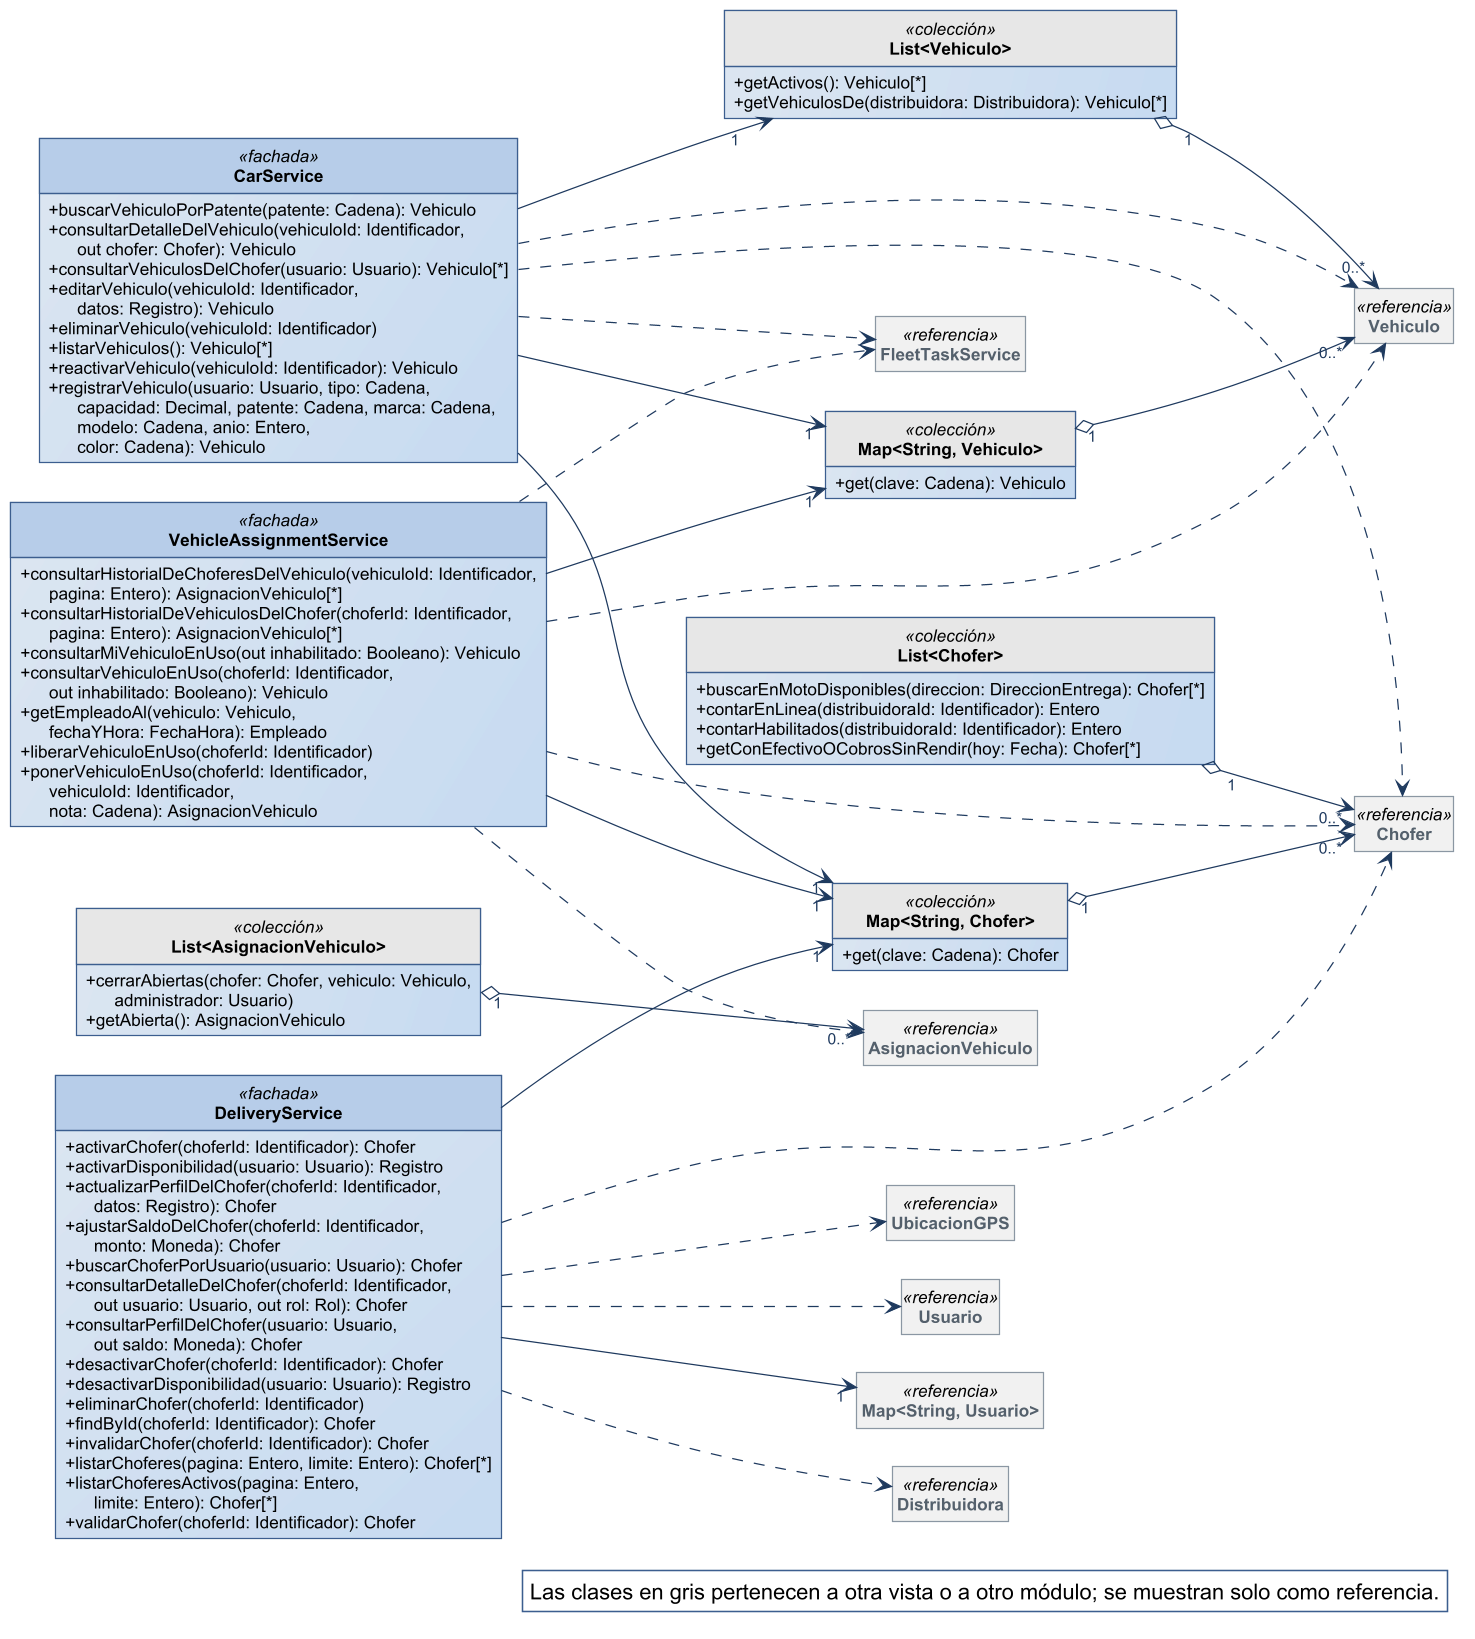 «colección»
List<Vehiculo>
+getActivos(): Vehiculo[*]
+getVehiculosDe(distribuidora: Distribuidora): Vehiculo[*]
1
1
«fachada»
CarService
+buscarVehiculoPorPatente(patente: Cadena): Vehiculo
+consultarDetalleDelVehiculo(vehiculoId: Identificador,
out chofer: Chofer): Vehiculo
+consultarVehiculosDelChofer(usuario: Usuario): Vehiculo[*]
+editarVehiculo(vehiculoId: Identificador,
datos: Registro): Vehiculo
+eliminarVehiculo(vehiculoId: Identificador)
+listarVehiculos(): Vehiculo[*]
+reactivarVehiculo(vehiculoId: Identificador): Vehiculo
+registrarVehiculo(usuario: Usuario, tipo: Cadena,
capacidad: Decimal, patente: Cadena, marca: Cadena,
modelo: Cadena, anio: Entero,
color: Cadena): Vehiculo
0..*
«referencia»
Vehiculo
0..*
«referencia»
FleetTaskService
1
«colección»
Map<String, Vehiculo>
+get(clave: Cadena): Vehiculo
1
1
«fachada»
VehicleAssignmentService
+consultarHistorialDeChoferesDelVehiculo(vehiculoId: Identificador,
pagina: Entero): AsignacionVehiculo[*]
+consultarHistorialDeVehiculosDelChofer(choferId: Identificador,
pagina: Entero): AsignacionVehiculo[*]
+consultarMiVehiculoEnUso(out inhabilitado: Booleano): Vehiculo
+consultarVehiculoEnUso(choferId: Identificador,
out inhabilitado: Booleano): Vehiculo
+getEmpleadoAl(vehiculo: Vehiculo,
fechaYHora: FechaHora): Empleado
+liberarVehiculoEnUso(choferId: Identificador)
+ponerVehiculoEnUso(choferId: Identificador,
vehiculoId: Identificador,
nota: Cadena): AsignacionVehiculo
«colección»
List<Chofer>
+buscarEnMotoDisponibles(direccion: DireccionEntrega): Chofer[*]
+contarEnLinea(distribuidoraId: Identificador): Entero
+contarHabilitados(distribuidoraId: Identificador): Entero
+getConEfectivoOCobrosSinRendir(hoy: Fecha): Chofer[*]
1
0..*
«referencia»
Chofer
0..*
1
1
«colección»
Map<String, Chofer>
+get(clave: Cadena): Chofer
1
1
«colección»
List<AsignacionVehiculo>
+cerrarAbiertas(chofer: Chofer, vehiculo: Vehiculo,
administrador: Usuario)
+getAbierta(): AsignacionVehiculo
1
0..*
«referencia»
AsignacionVehiculo
«fachada»
DeliveryService
+activarChofer(choferId: Identificador): Chofer
+activarDisponibilidad(usuario: Usuario): Registro
+actualizarPerfilDelChofer(choferId: Identificador,
datos: Registro): Chofer
+ajustarSaldoDelChofer(choferId: Identificador,
monto: Moneda): Chofer
+buscarChoferPorUsuario(usuario: Usuario): Chofer
+consultarDetalleDelChofer(choferId: Identificador,
out usuario: Usuario, out rol: Rol): Chofer
+consultarPerfilDelChofer(usuario: Usuario,
out saldo: Moneda): Chofer
+desactivarChofer(choferId: Identificador): Chofer
+desactivarDisponibilidad(usuario: Usuario): Registro
+eliminarChofer(choferId: Identificador)
+findById(choferId: Identificador): Chofer
+invalidarChofer(choferId: Identificador): Chofer
+listarChoferes(pagina: Entero, limite: Entero): Chofer[*]
+listarChoferesActivos(pagina: Entero,
limite: Entero): Chofer[*]
+validarChofer(choferId: Identificador): Chofer
«referencia»
UbicacionGPS
«referencia»
Usuario
1
«referencia»
Map<String, Usuario>
«referencia»
Distribuidora
Las clases en gris pertenecen a otra vista o a otro módulo; se muestran solo como referencia.